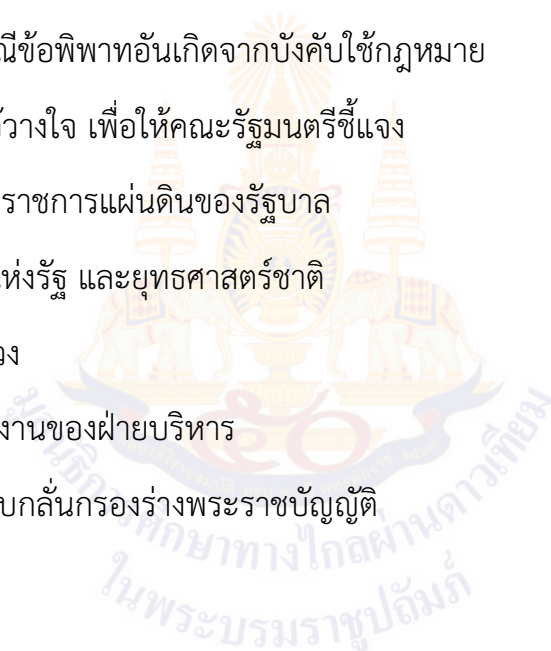 ณีข้อพิพาทอันเกิดจากบังคับใช้กฎหมาย
้วางใจ เพื่อให้คณะรัฐมนตรีชี้แจง
ราชการแผ่นดินของรัฐบาล
ห่งรัฐ และยุทธศาสตร์ชาติ
วง
งานของฝ่ายบริหาร
บกลั่นกรองร่างพระราชบัญญัติ
มูลนิธิการศึกษาทางไกลผ่านดาวเทียม
ในพระบรมราชูปถัมภ์